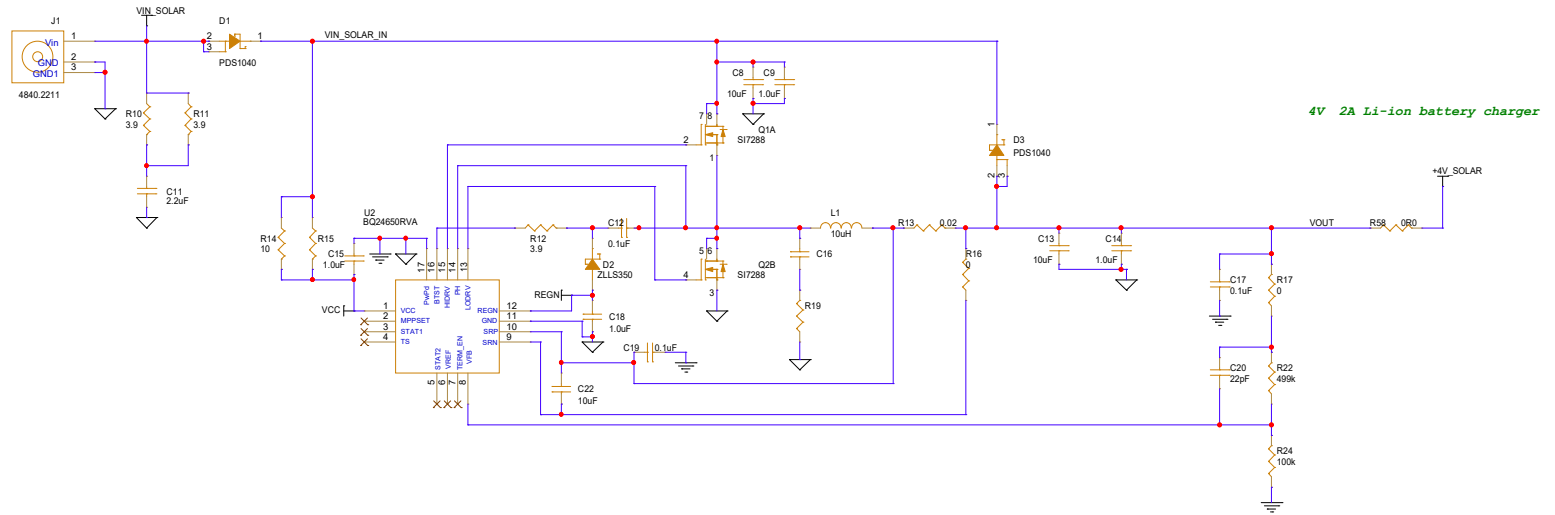 VIN_SOLAR
J1
D1
1
Vin
2
GND
3
GND1
4840.2211
2
3
1
PDS1040
VIN_SOLAR_IN
R10
3.9
R11
3.9
C11
2.2uF
C8
10uF
C9
1.0uF
7
8
Q1A
SI7288
2
1
4V 2A Li-ion battery charger
1
D3
PDS1040
2
3
+4V_SOLAR
U2
BQ24650RVA
R14
10
R15
C15
1.0uF
R12
3.9
C12
0.1uF
L1
10uH
R13
0.02
VOUT
R58
0R0
C16
R16
0
C13
10uF
C14
1.0uF
5
6
Q2B
SI7288
4
3
D2
ZLLS350
C17
0.1uF
R17
0
17
16
15
14
13
PwPd
BTST
HIDRV
PH
LODRV
REGN
VCC
1
VCC
2
MPPSET
3
STAT1
4
TS
12
REGN
11
GND
10
SRP
9
SRN
STAT2
VREF
TERM_EN
VFB
5
6
7
8
C18
1.0uF
R19
C19
0.1uF
C22
10uF
C20
22pF
R22
499k
R24
100k